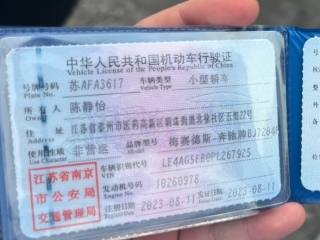 中华人民共和国机动车行驶证
Vehicle License of the People's Republic of China
号牌号码 苏AFA3617 车辆类型 小型轿车
Plate No. Vehicle Type
所有人 陈静怡
Owner
住址 江苏省泰州市医药高新区
Address
使用性质 非营运 品牌型号 梅赛德斯-奔驰牌
Use Character Model
车辆识别代号
VIN
发动机号码 10260978
Engine No.
注册日期 2023-08-11 发证日期 2023-08-11
Register Date Issue Date
江苏省南京
市公安局
交通管理局